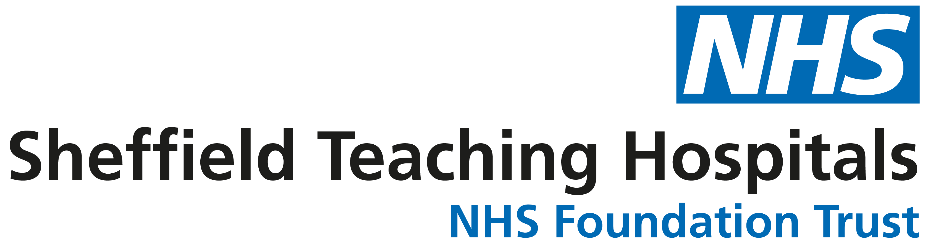 NHS
Sheffield Teaching Hospitals
NHS Foundation Trust